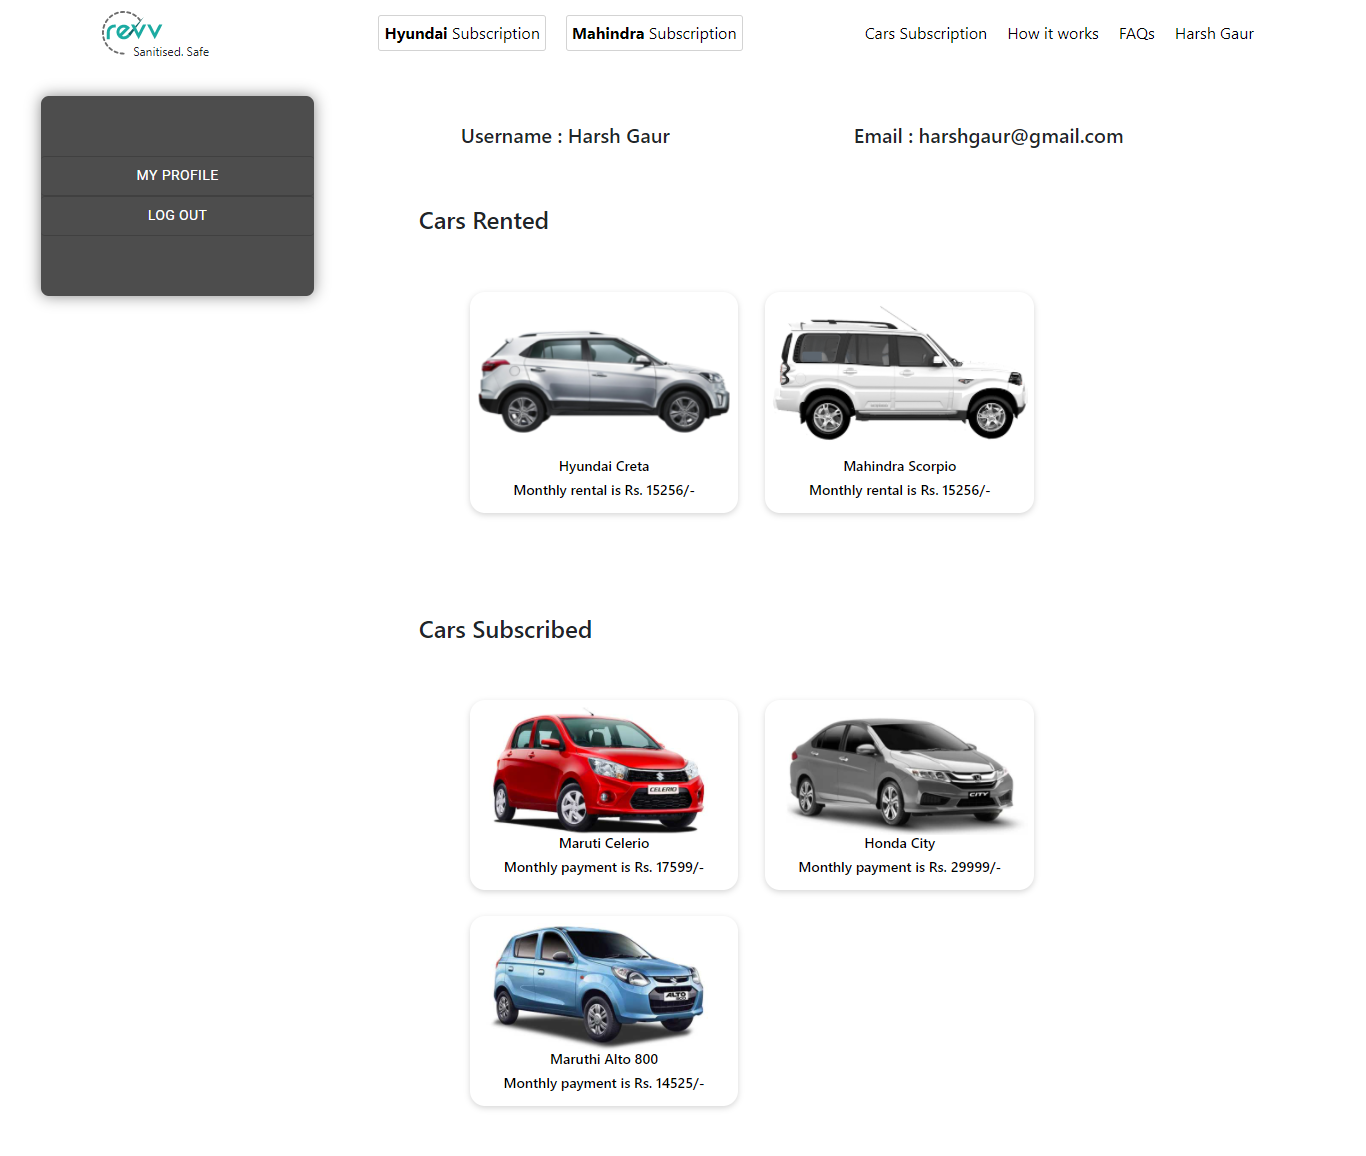 revv
Sanitised. Safe
Hyundai Subscription
Mahindra Subscription
Cars Subscription
How it works
FAQs
Harsh Gaur
MY PROFILE
LOG OUT
Username : Harsh Gaur
Email : harshgaur@gmail.com
Cars Rented
Hyundai Creta
Monthly rental is Rs. 15256/-
Mahindra Scorpio
Monthly rental is Rs. 15256/-
Cars Subscribed
CELERIO
Maruti Celerio
Monthly payment is Rs. 17599/-
CITY
Honda City
Monthly payment is Rs. 29999/-
ALTO
Maruthi Alto 800
Monthly payment is Rs. 14525/-